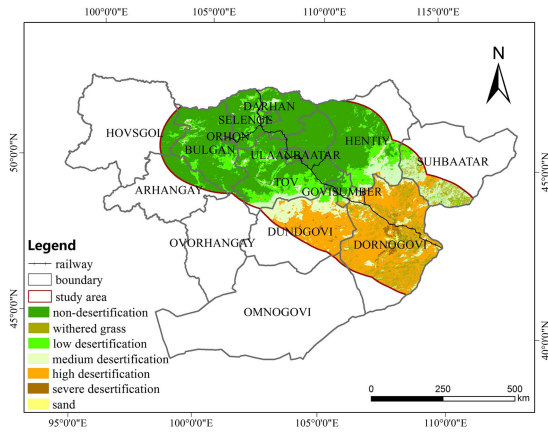 100°0'0"E 105°0'0"E 110°0'0"E 115°0'0"E
N
DARHAN
SELENGE
HOVSGOL
ORHON
HENTIY
BULGAN
ULAANBAATAR
SUHBAATAR
50°0'0"N
45°0'0"N
ARHANGAY
TOV
GOVISUMBER
DUNDGOVI
OVORHANGAY
DORNOGOVI
OMNOGOVI
Legend
railway
boundary
study area
non-desertification
withered grass
low desertification
medium desertification
high desertification
severe desertification
sand
45°0'0"N
40°0'0"N
0 250 500
km
95°0'0"E 100°0'0"E 105°0'0"E 110°0'0"E